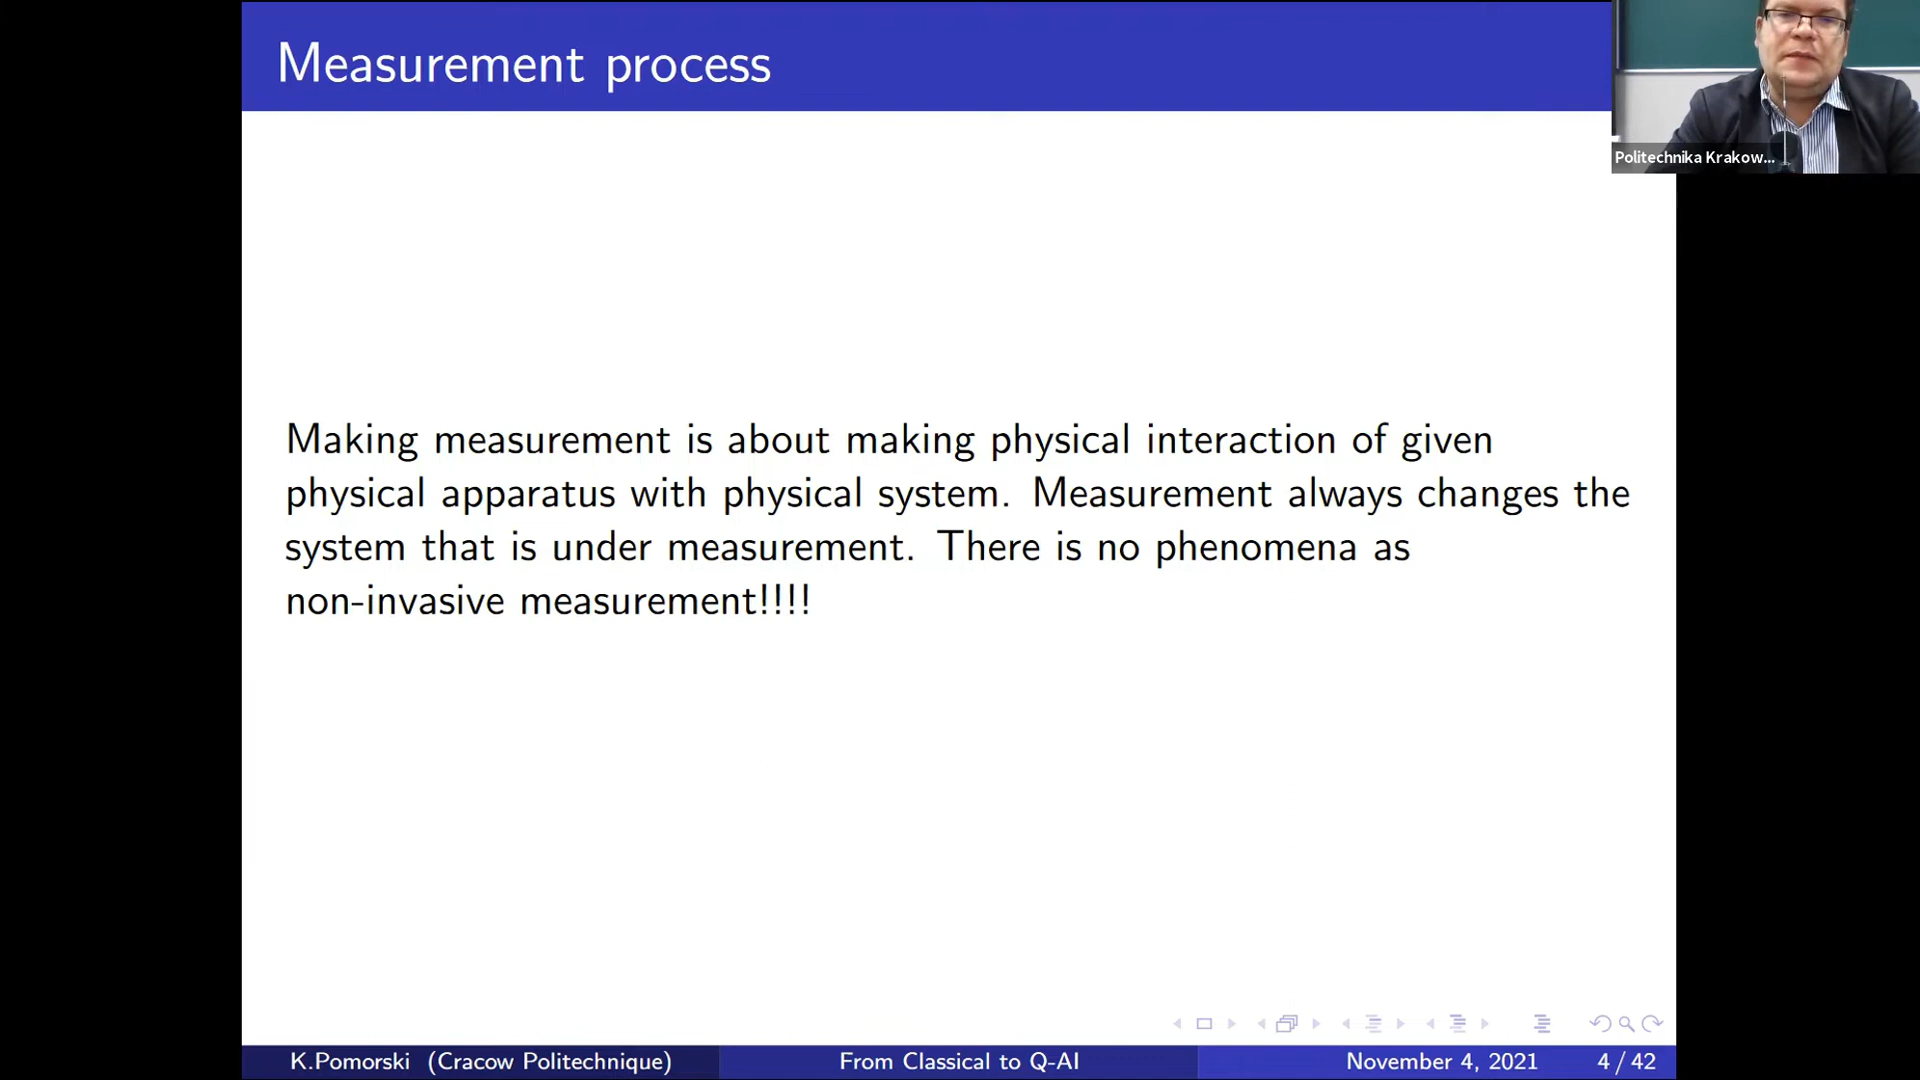 Measurement process
Politechnika Krakow...
Making measurement is about making physical interaction of given
physical apparatus with physical system. Measurement always changes the
system that is under measurement. There is no phenomena as
non-invasive measurement!!!!
K.Pomorski (Cracow Politechnique)
From Classical to Q-AI
November 4, 2021
4 / 42